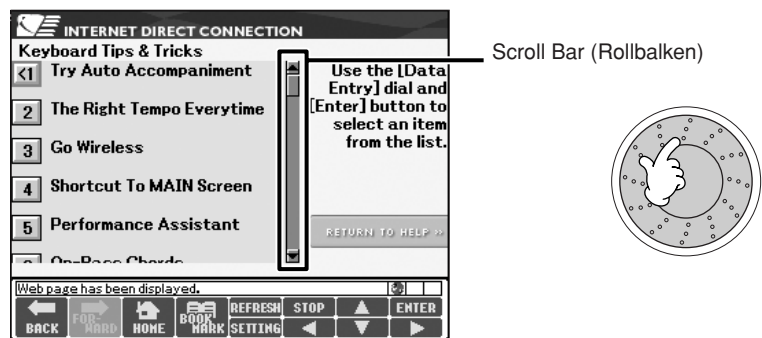 INTERNET DIRECT CONNECTION
Keyboard Tips & Tricks
<1 Try Auto Accompaniment
2 The Right Tempo Everytime
3 Go Wireless
4 Shortcut To MAIN Screen
5 Performance Assistant
On-Bass Chords
Use the [Data
Entry] dial and
[Enter] button to
select an item
from the list.
RETURN TO HELP »
Scroll Bar (Rollbalken)
Web page has been displayed.
BACK FOR-WARD HOME BOOK MARK REFRESH STOP ENTER
SETTING